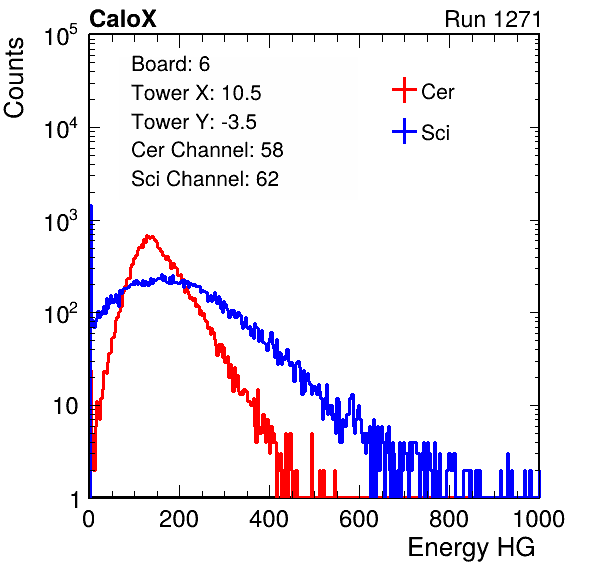 CaloX Run 1271
Counts
Board: 6
Tower X: 10.5
Tower Y: -3.5
Cer Channel: 58
Sci Channel: 62
Cer
Sci
10^5
10^4
10^3
10^2
10
1
0 200 400 600 800 1000
Energy HG